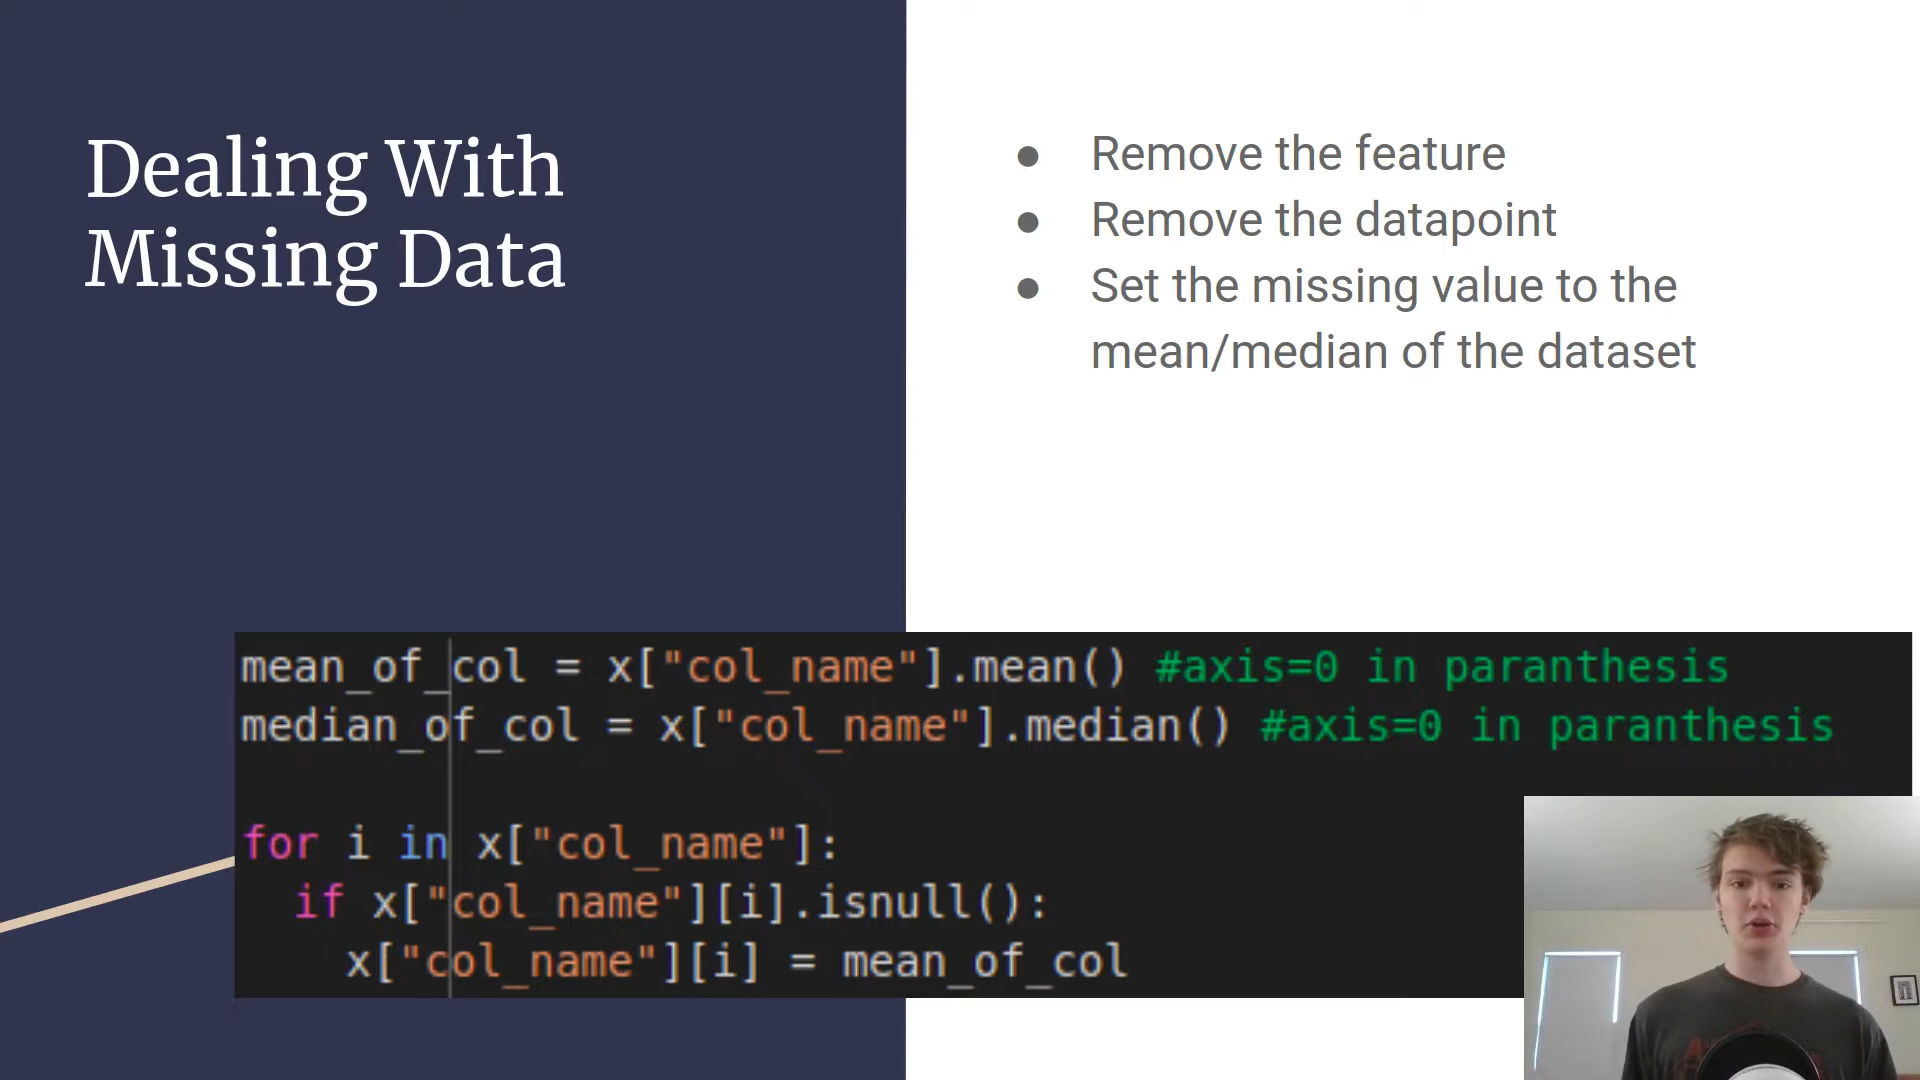 Dealing With
Missing Data
● Remove the feature
● Remove the datapoint
● Set the missing value to the
mean/median of the dataset
mean_of_col = x["col_name"].mean() #axis=0 in paranthesis
median_of_col = x["col_name"].median() #axis=0 in paranthesis
for i in x["col_name"]:
if x["col_name"][i].isnull():
x["col_name"][i] = mean_of_col